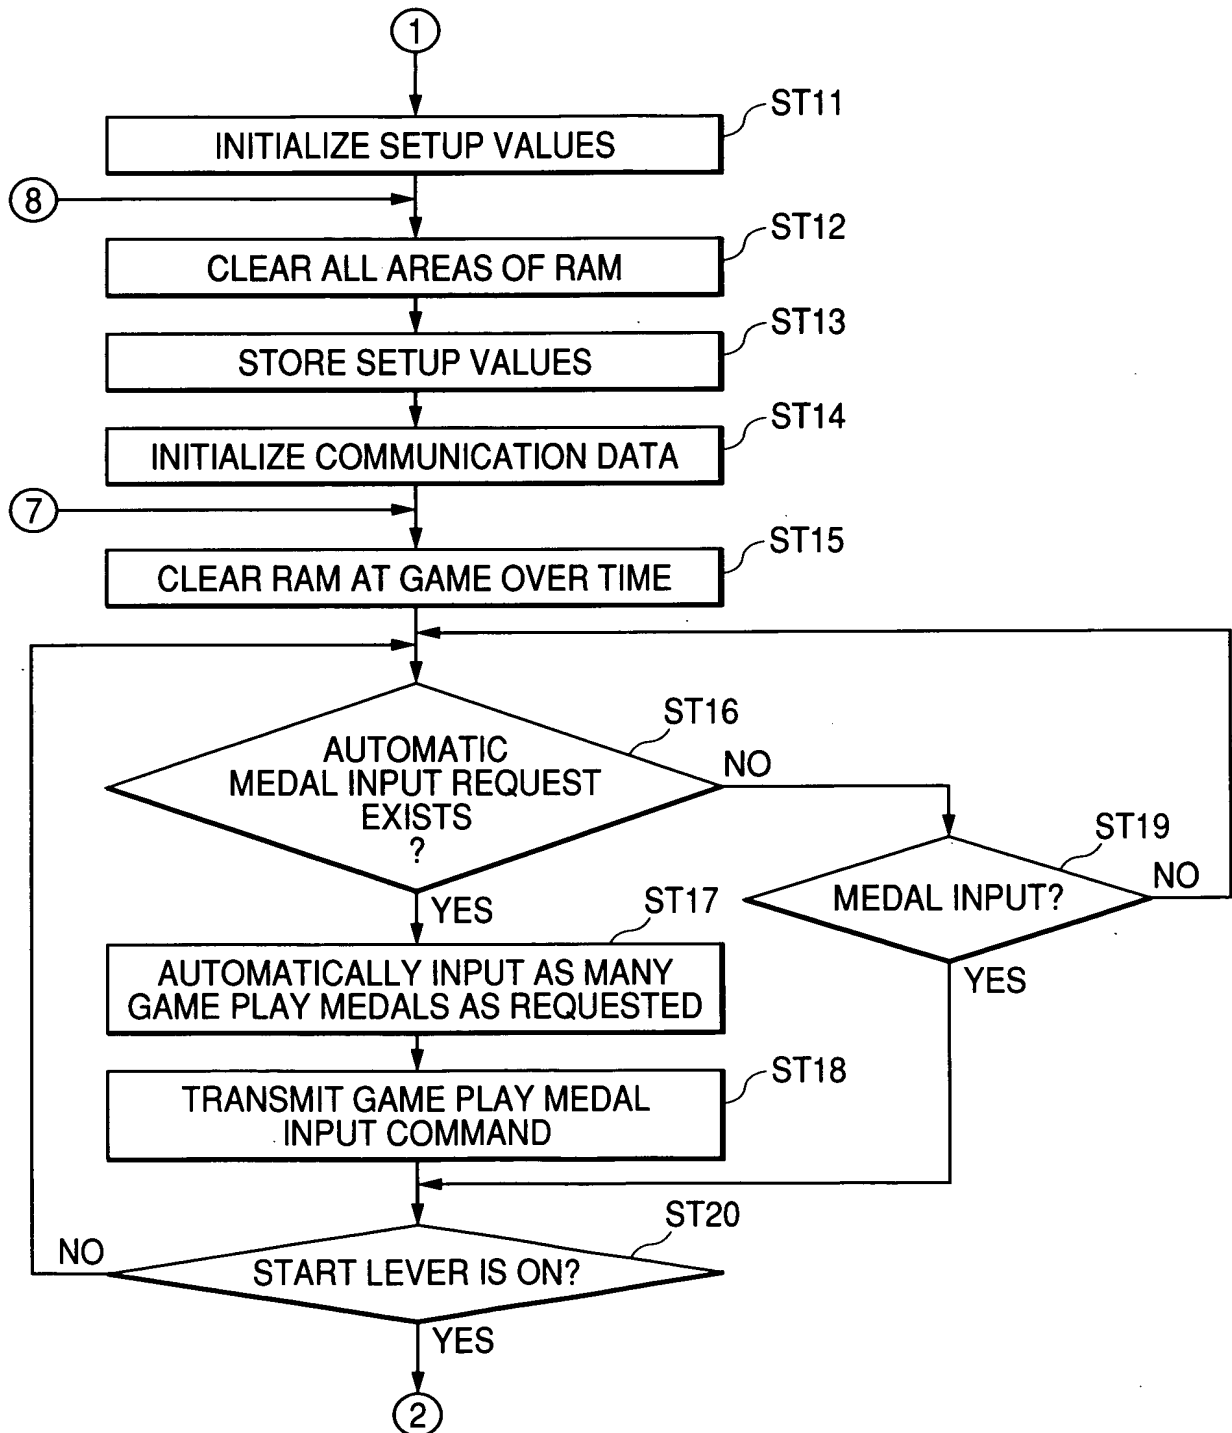 1
ST11
INITIALIZE SETUP VALUES
8
ST12
CLEAR ALL AREAS OF RAM
ST13
STORE SETUP VALUES
ST14
INITIALIZE COMMUNICATION DATA
7
ST15
CLEAR RAM AT GAME OVER TIME
ST16
AUTOMATIC
MEDAL INPUT REQUEST
EXISTS
?
NO
ST19
MEDAL INPUT?
NO
YES
YES
ST17
AUTOMATICALLY INPUT AS MANY
GAME PLAY MEDALS AS REQUESTED
ST18
TRANSMIT GAME PLAY MEDAL
INPUT COMMAND
ST20
START LEVER IS ON?
NO
YES
2